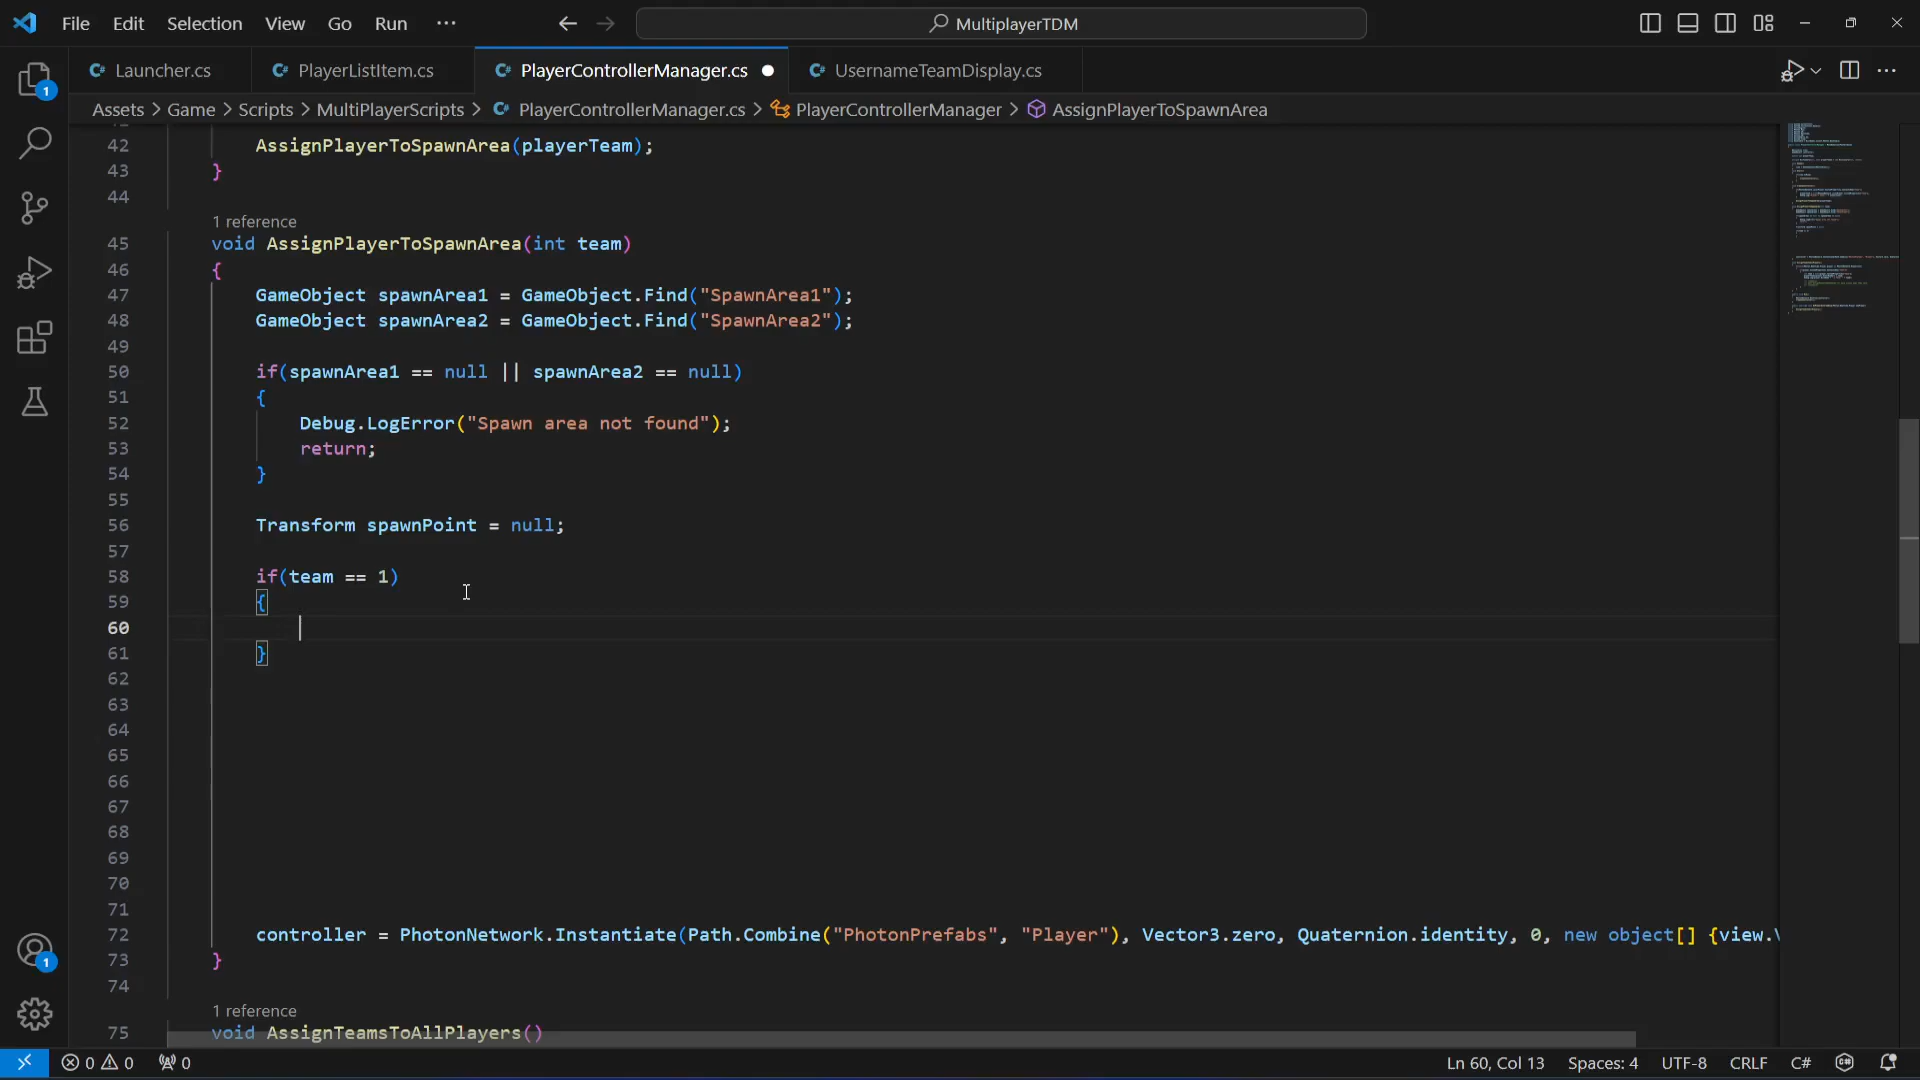 File Edit Selection View Go Run ··· MultiplayerTDM
Launcher.cs PlayerListItem.cs PlayerControllerManager.cs UsernameTeamDisplay.cs
1
Assets > Game > Scripts > MultiPlayerScripts > PlayerControllerManager.cs > PlayerControllerManager > AssignPlayerToSpawnArea
42 AssignPlayerToSpawnArea(playerTeam);
43 }
44
1 reference
45 void AssignPlayerToSpawnArea(int team)
46 {
47 GameObject spawnArea1 = GameObject.Find("SpawnArea1");
48 GameObject spawnArea2 = GameObject.Find("SpawnArea2");
49
50 if(spawnArea1 == null || spawnArea2 == null)
51 {
52 Debug.LogError("Spawn area not found");
53 return;
54 }
55
56 Transform spawnPoint = null;
57
58 if(team == 1)
59 {
60
61 }
62
63
64
65
66
67
68
69
70
71
72 controller = PhotonNetwork.Instantiate(Path.Combine("PhotonPrefabs", "Player"), Vector3.zero, Quaternion.identity, 0, new object[] {view.
73 }
74
1 reference
75 void AssignTeamsToAllPlayers()
1
0 0 0 Ln 60, Col 13 Spaces: 4 UTF-8 CRLF C#